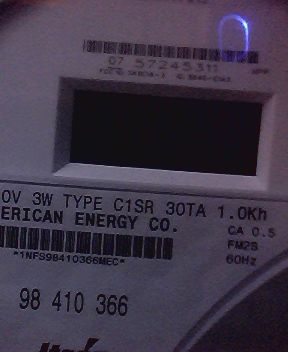 07 57245311
0V 3W TYPE C1SR 30TA 1.0Kh
ERICAN ENERGY CO.
CA 0.5
FM2S
60Hz
*1NFS98410366MEC*
98 410 366